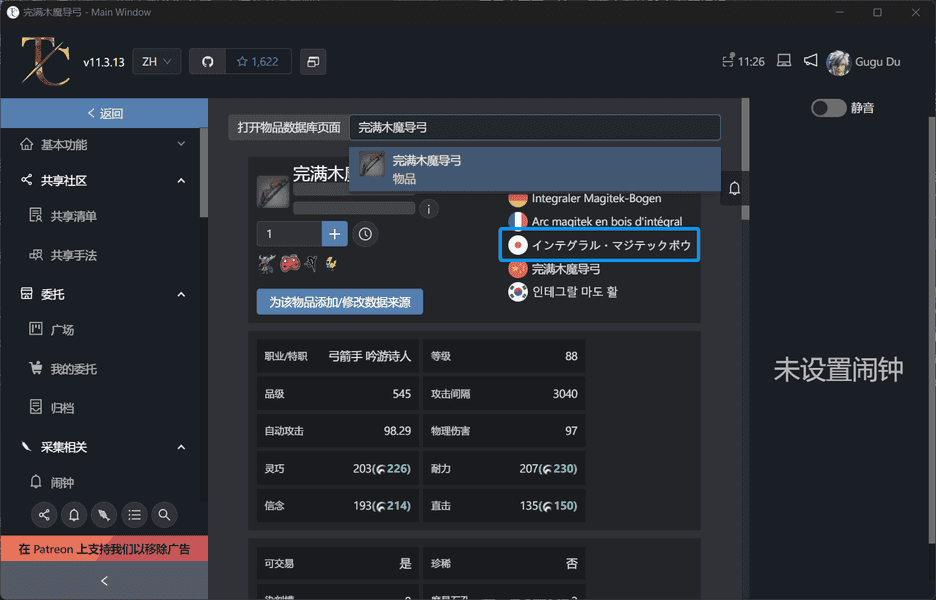 完满木魔导弓 - Main Window
TC
v11.3.13
ZH
1,622
11:26
Gugu Du
返回
基本功能
共享社区
共享清单
共享手法
委托
广场
我的委托
归档
采集相关
闹钟
在 Patreon 上支持我们以移除广告
打开物品数据库页面
完满木魔导弓
完满木魔导弓
物品
完满木魔
1
为该物品添加/修改数据来源
Integraler Magitek-Bogen
Arc magitek en bois d'intégral
インテグラル・マジテックボウ
完满木魔导弓
인테그랄 마도 활
职业/特职 弓箭手 吟游诗人
等级 88
品级 545
攻击间隔 3040
自动攻击 98.29
物理伤害 97
灵巧 203(226)
耐力 207(230)
信念 193(214)
直击 135(150)
可交易 是
珍稀 否
静音
未设置闹钟